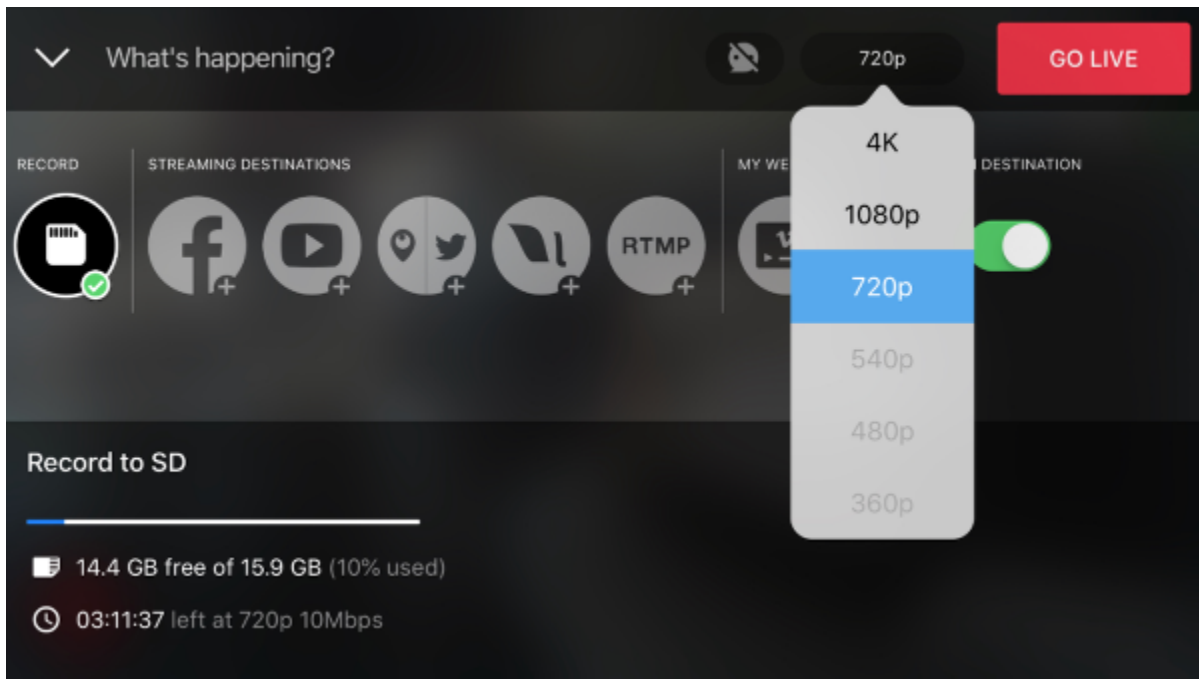 What's happening?
720p
GO LIVE
RECORD
STREAMING DESTINATIONS
MY WE
DESTINATION
RTMP
4K
1080p
720p
540p
480p
360p
Record to SD
14.4 GB free of 15.9 GB (10% used)
03:11:37 left at 720p 10Mbps